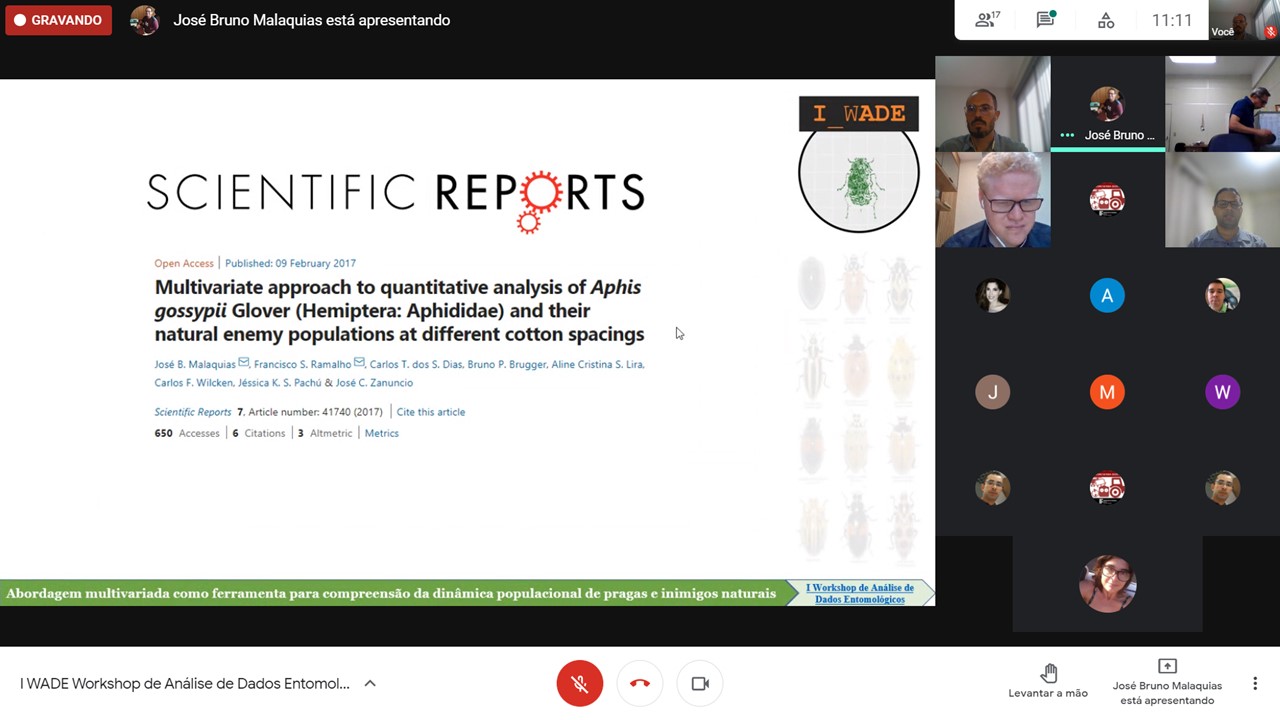 GRAVANDO
José Bruno Malaquias está apresentando
17
11:11
Você
José Bruno ...
I_WADE
SCIENTIFIC REPORTS
Open Access | Published: 09 February 2017
Multivariate approach to quantitative analysis of Aphis
gossypii Glover (Hemiptera: Aphididae) and their
natural enemy populations at different cotton spacings
José B. Malaquias, Francisco S. Ramalho, Carlos T. dos S. Dias, Bruno P. Brugger, Aline Cristina S. Lira,
Carlos F. Wilcken, Jéssica K. S. Pachú & José C. Zanuncio
Scientific Reports 7, Article number: 41740 (2017) | Cite this article
650 Accesses | 6 Citations | 3 Altmetric | Metrics
A
J
M
W
Abordagem multivariada como ferramenta para compreensão da dinâmica populacional de pragas e inimigos naturais
I Workshop de Análise de
Dados Entomológicos
I WADE Workshop de Análise de Dados Entomol...
Levantar a mão
José Bruno Malaquias
está apresentando